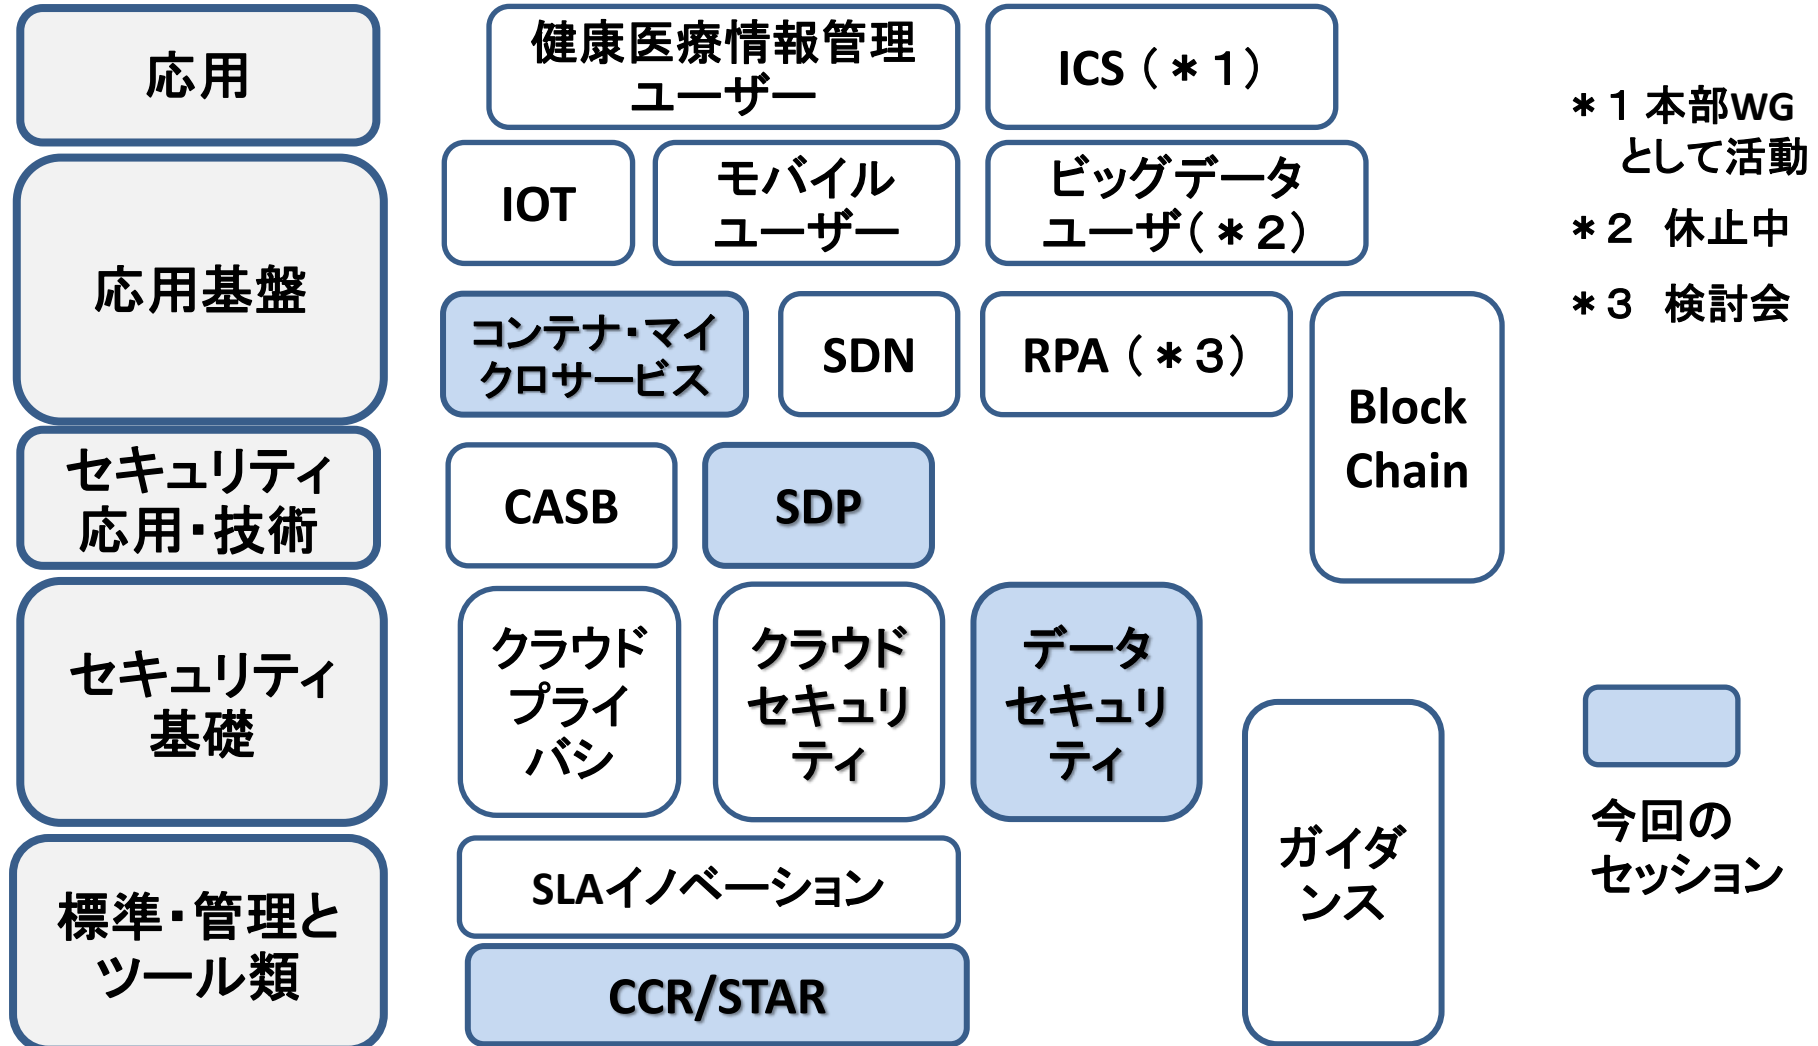 応用
健康医療情報管理
ユーザー
ICS（＊１）
＊１本部WG
として活動
＊２　休止中
＊３　検討会
応用基盤
IOT
モバイル
ユーザー
ビッグデータ
ユーザ（＊２）
コンテナ・マイ
クロサービス
SDN
RPA（＊３）
Block
Chain
セキュリティ
応用・技術
CASB
SDP
セキュリティ
基礎
クラウド
プライ
バシ
クラウド
セキュリ
ティ
データ
セキュリ
ティ
ガイダ
ンス
今回の
セッション
標準・管理と
ツール類
SLAイノベーション
CCR/STAR